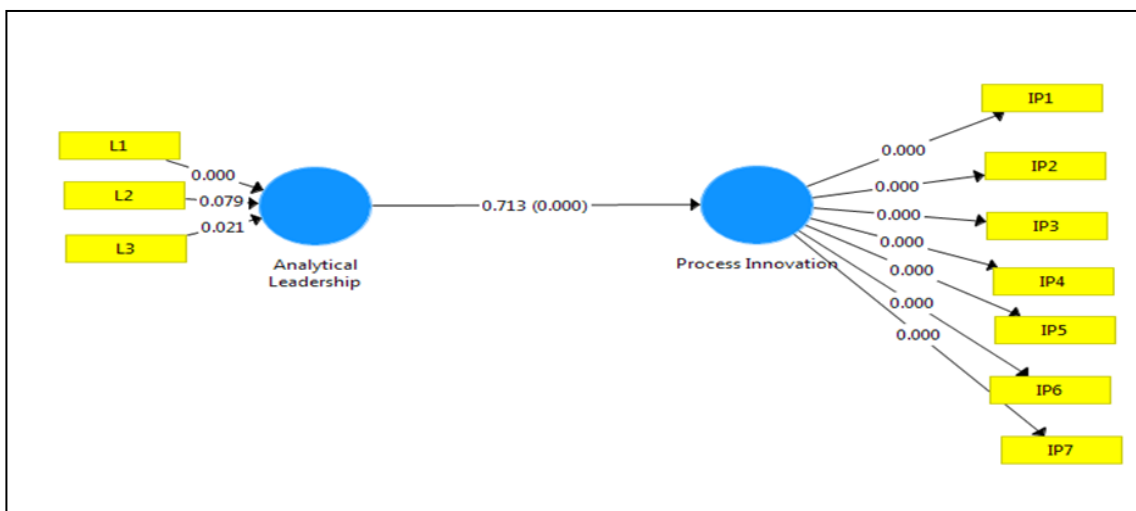 L1
L2
L3
0.000
0.079
0.021
Analytical
Leadership
0.713 (0.000)
Process Innovation
0.000
0.000
0.000
0.000
0.000
0.000
0.000
IP1
IP2
IP3
IP4
IP5
IP6
IP7